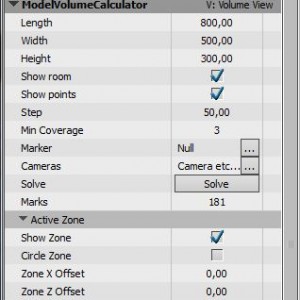 ModelVolumeCalculator V: Volume View
Length 800,00
Width 500,00
Height 300,00
Show room
Show points
Step 50,00
Min Coverage 3
Marker Null ...
Cameras Camera etc... ...
Solve Solve
Marks 181
Active Zone
Show Zone
Circle Zone
Zone X Offset 0,00
Zone Z Offset 0,00